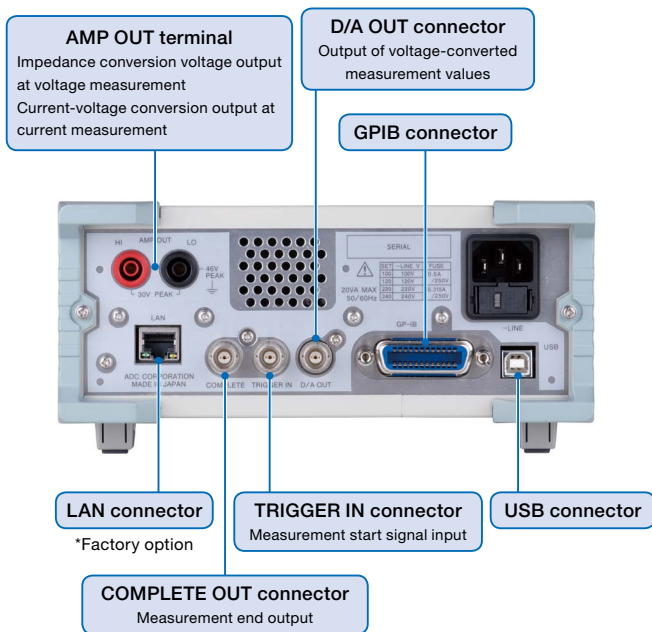 AMP OUT terminal
Impedance conversion voltage output
at voltage measurement
Current-voltage conversion output at
current measurement
D/A OUT connector
Output of voltage-converted
measurement values
GPIB connector
HI AMP OUT LO
46V
PEAK
30V PEAK
SERIAL
SET ~LINE V FUSE
100 100V 0.5A
120 120V /250V
220 220V 0.315A
240 240V /250V
20VA MAX
50/60Hz
GP-IB
~LINE
USB
LAN
ADC CORPORATION
MADE IN JAPAN
COMPLETE TRIGGER IN D/A OUT
LAN connector
*Factory option
TRIGGER IN connector
Measurement start signal input
USB connector
COMPLETE OUT connector
Measurement end output